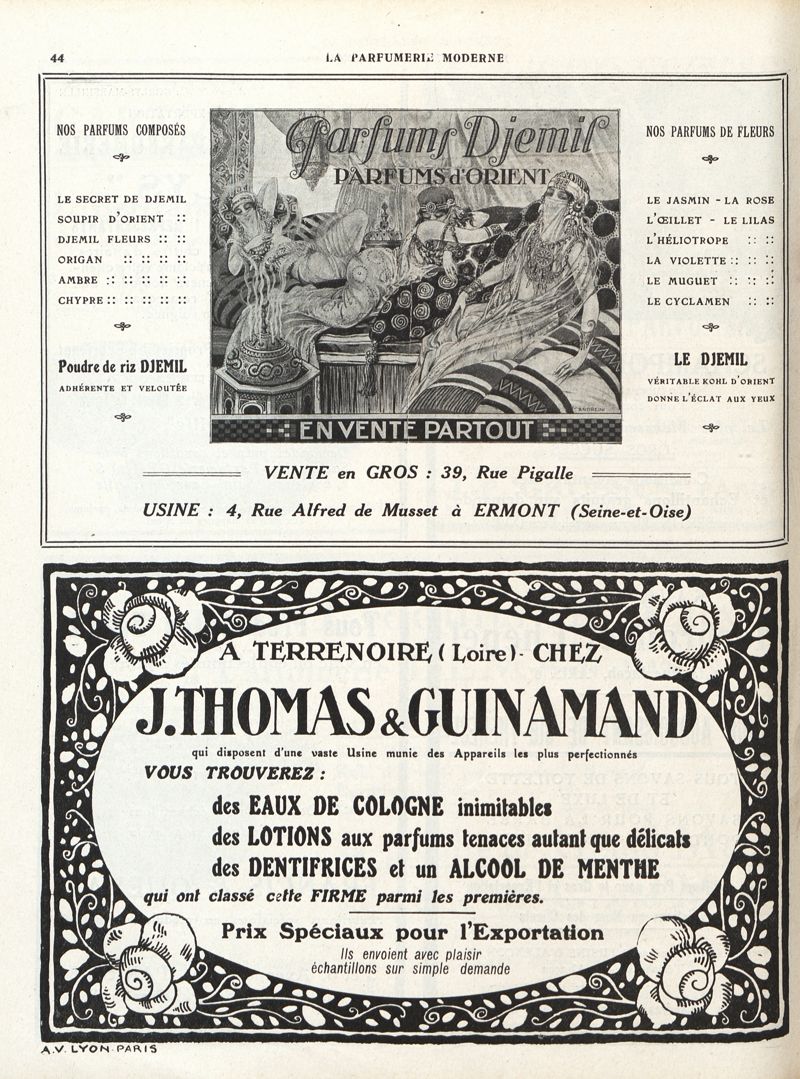 44
LA PARFUMERIE MODERNE
NOS PARFUMS COMPOSÉS
LE SECRET DE DJEMIL
SOUPIR D'ORIENT ::
DJEMIL FLEURS :: ::
ORIGAN :: :: :: ::
AMBRE :: :: :: :: ::
CHYPRE :: :: :: :: ::
Poudre de riz DJEMIL
ADHÉRENTE ET VELOUTÉE
Parfums Djemil
PARFUMS d'ORIENT
ANDREINI
EN VENTE PARTOUT
NOS PARFUMS DE FLEURS
LE JASMIN - LA ROSE
L'ŒILLET - LE LILAS
L'HÉLIOTROPE :: ::
LA VIOLETTE :: :: ::
LE MUGUET :: :: ::
LE CYCLAMEN :: ::
LE DJEMIL
VÉRITABLE KOHL D'ORIENT
DONNE L'ÉCLAT AUX YEUX
VENTE en GROS : 39, Rue Pigalle
USINE : 4, Rue Alfred de Musset à ERMONT (Seine-et-Oise)
A TERRENOIRE (Loire) - CHEZ
J. THOMAS & GUINAMAND
qui disposent d'une vaste Usine munie des Appareils les plus perfectionnés
VOUS TROUVEREZ :
des EAUX DE COLOGNE inimitables
des LOTIONS aux parfums tenaces autant que délicats
des DENTIFRICES et un ALCOOL DE MENTHE
qui ont classé cette FIRME parmi les premières.
Prix Spéciaux pour l'Exportation
Ils envoient avec plaisir
échantillons sur simple demande
A.V. LYON-PARIS